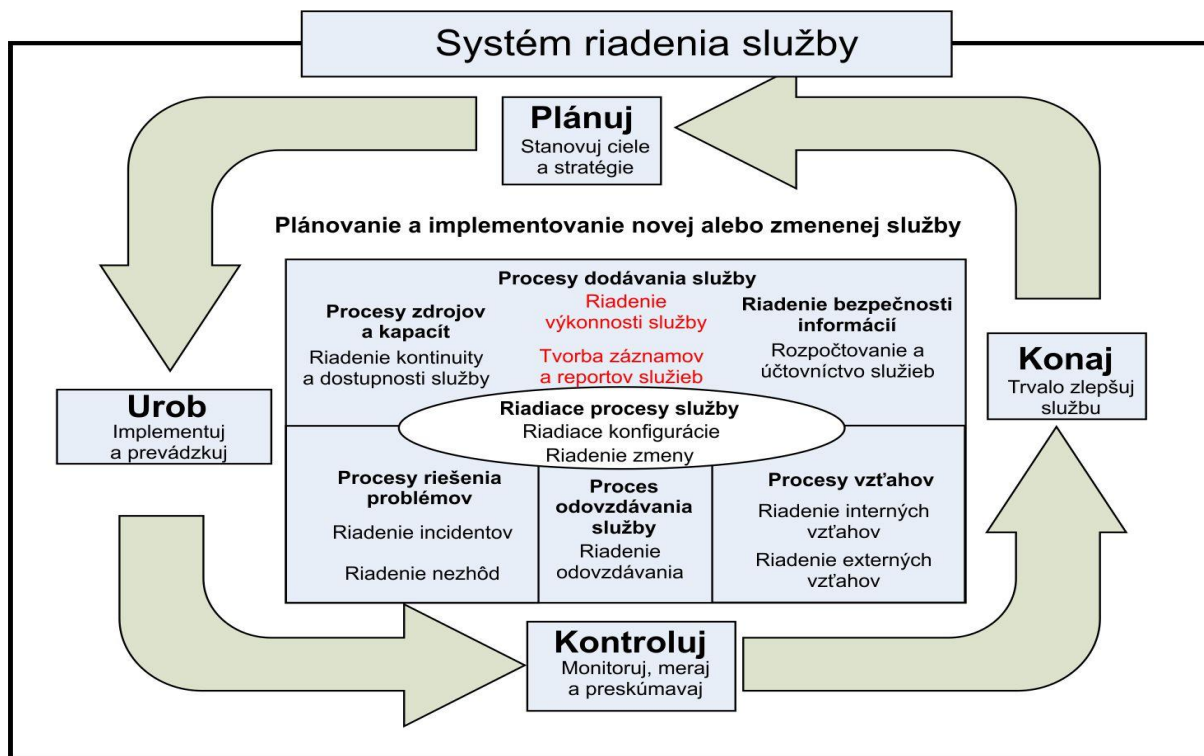 Systém riadenia služby
Plánuj
Stanovuj ciele
a stratégie
Plánovanie a implementovanie novej alebo zmenenej služby
Procesy dodávania služby
Procesy zdrojov
a kapacít
Riadenie kontinuity
a dostupnosti služby
Riadenie
výkonnosti služby
Tvorba záznamov
a reportov služieb
Riadenie bezpečnosti
informácií
Rozpočtovanie a
účtovníctvo služieb
Urob
Implementuj
a prevádzkuj
Konaj
Trvalo zlepšuj
službu
Riadiace procesy služby
Riadiace konfigurácie
Riadenie zmeny
Procesy riešenia
problémov
Riadenie incidentov
Riadenie nezhôd
Proces
odovzdávania
služby
Riadenie
odovzdávania
Procesy vzťahov
Riadenie interných
vzťahov
Riadenie externých
vzťahov
Kontroluj
Monitoruj, meraj
a preskúmavaj